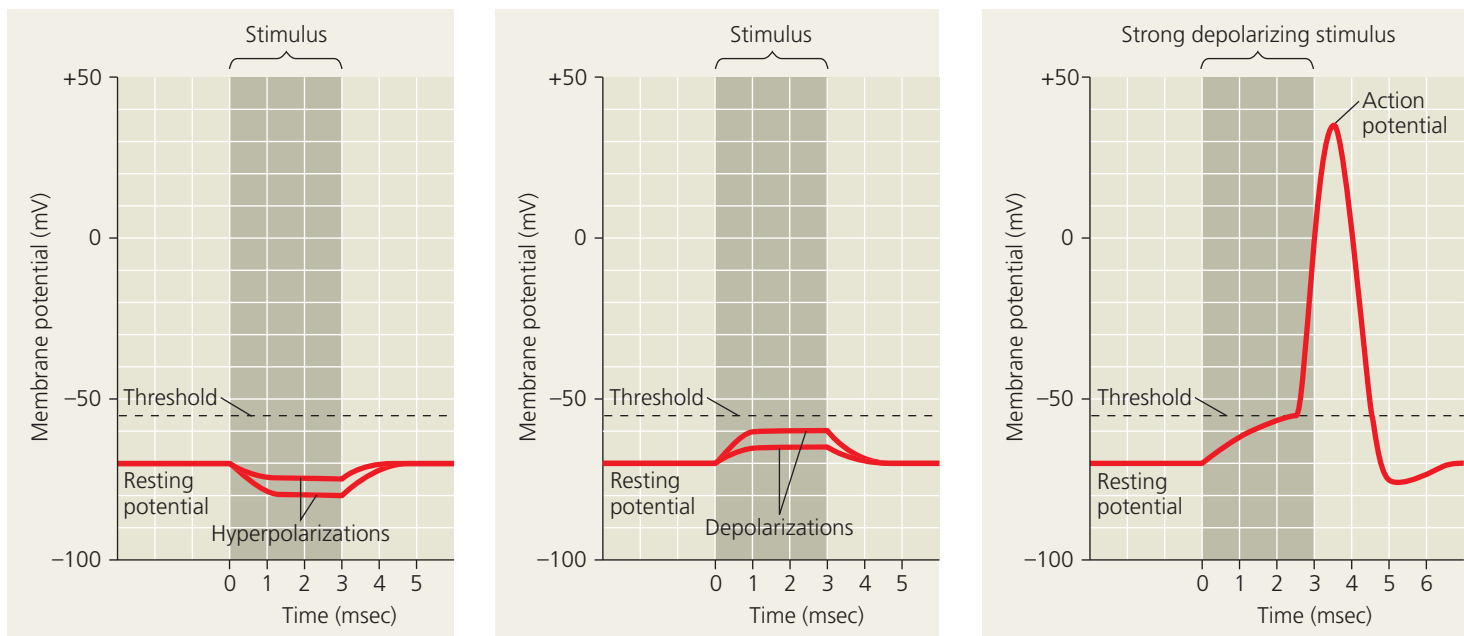 Stimulus
+50
0
−50
−100
Membrane potential (mV)
Threshold
Resting
potential
Hyperpolarizations
0 1 2 3 4 5
Time (msec)
Stimulus
+50
0
−50
−100
Membrane potential (mV)
Threshold
Resting
potential
Depolarizations
0 1 2 3 4 5
Time (msec)
Strong depolarizing stimulus
+50
0
−50
−100
Membrane potential (mV)
Action
potential
Threshold
Resting
potential
0 1 2 3 4 5 6
Time (msec)